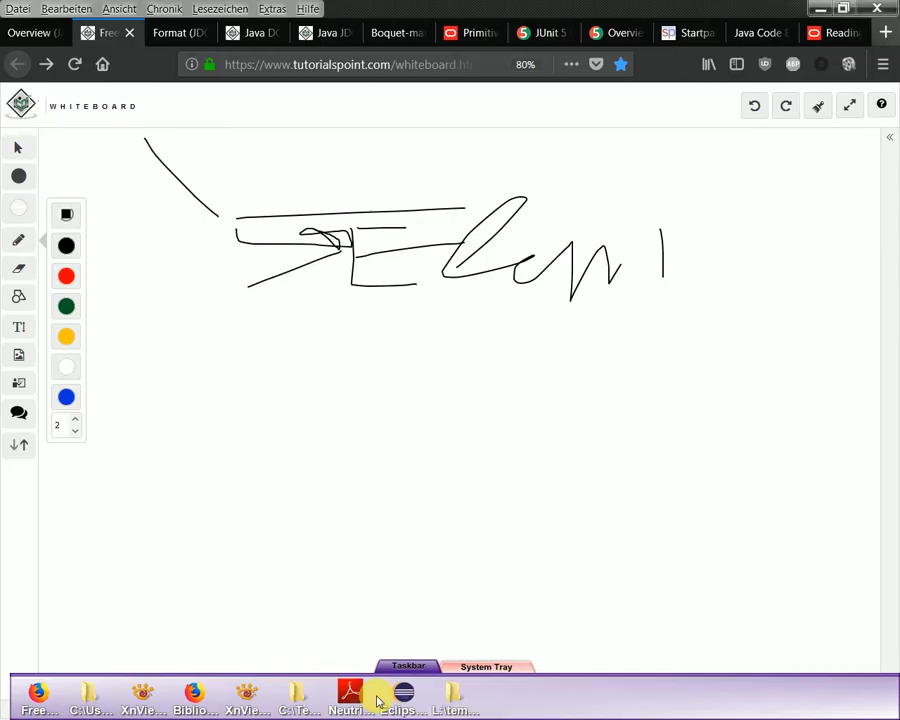 Datei Bearbeiten Ansicht Chronik Lesezeichen Extras Hilfe
Overview (J Free Format (JDC Java DC Java JD Boquet-ma Primitiv JUnit 5 Overvie Startpa Java Code E Reading
https://www.tutorialspoint.com/whiteboard.ht 80%
WHITEBOARD
2
Taskbar System Tray
Free... C:\Us... XnVie... Biblio... XnVie... C:\Te... Neutri... Eclips... L:\tem...